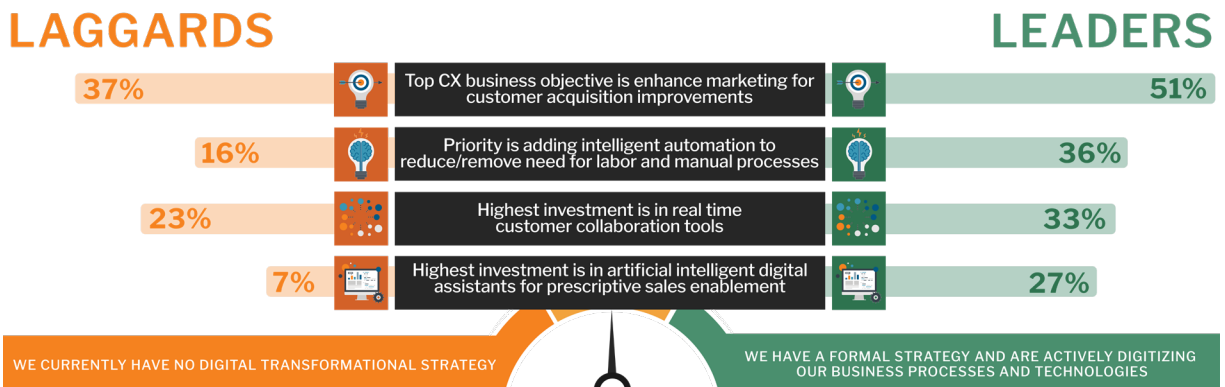 LAGGARDS
LEADERS
37%
Top CX business objective is enhance marketing for
customer acquisition improvements
51%
16%
Priority is adding intelligent automation to
reduce/remove need for labor and manual processes
36%
23%
Highest investment is in real time
customer collaboration tools
33%
7%
Highest investment is in artificial intelligent digital
assistants for prescriptive sales enablement
27%
WE CURRENTLY HAVE NO DIGITAL TRANSFORMATIONAL STRATEGY
WE HAVE A FORMAL STRATEGY AND ARE ACTIVELY DIGITIZING
OUR BUSINESS PROCESSES AND TECHNOLOGIES